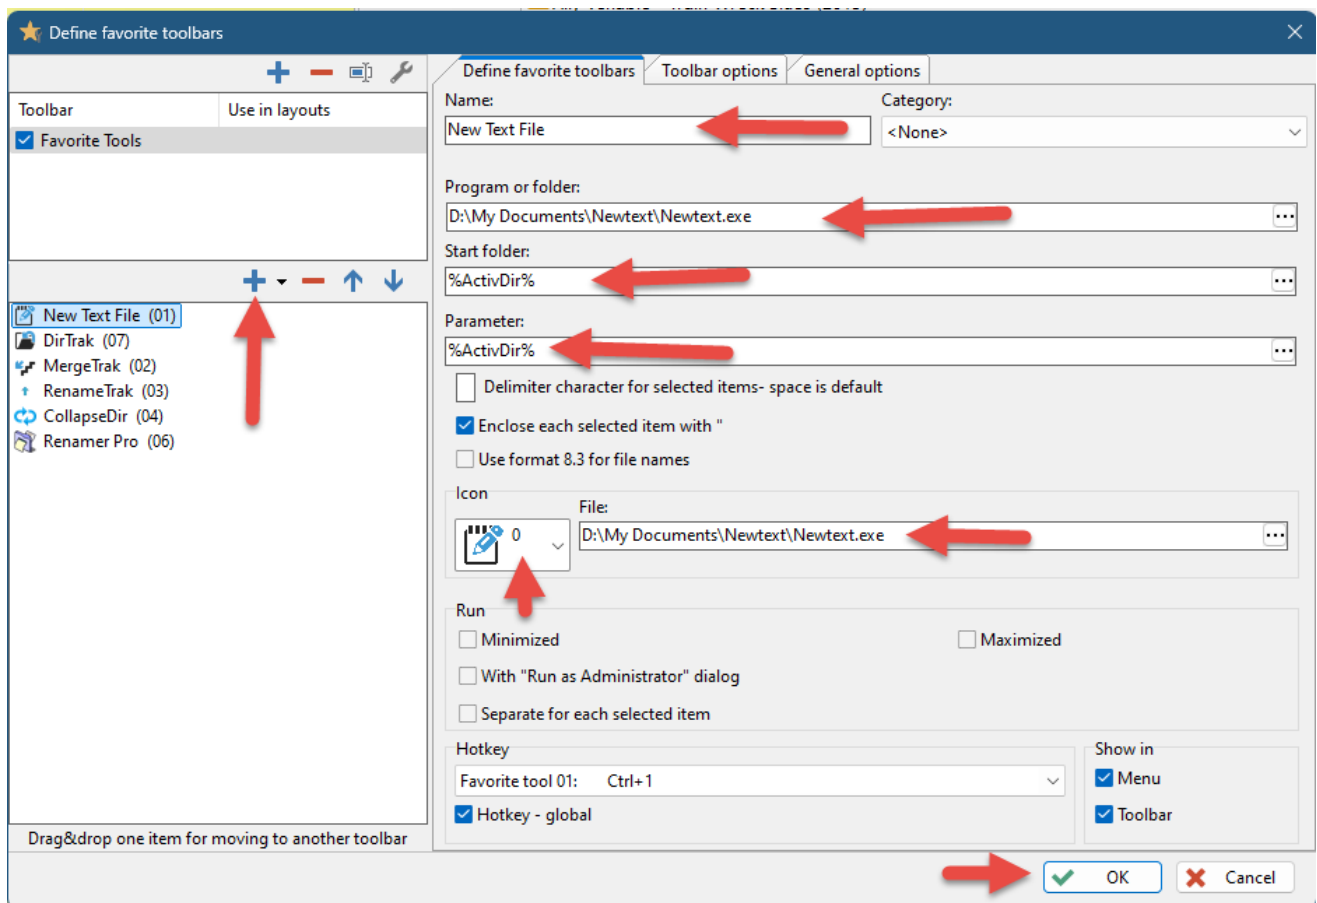 Define favorite toolbars
Toolbar Use in layouts
Favorite Tools
New Text File (01)
DirTrak (07)
MergeTrak (02)
RenameTrak (03)
CollapseDir (04)
Renamer Pro (06)
Drag&drop one item for moving to another toolbar
Define favorite toolbars Toolbar options General options
Name: Category:
New Text File <None>
Program or folder:
D:\My Documents\Newtext\Newtext.exe ...
Start folder:
%ActivDir% ...
Parameter:
%ActivDir% ...
Delimiter character for selected items- space is default
Enclose each selected item with "
Use format 8.3 for file names
Icon
File:
0 D:\My Documents\Newtext\Newtext.exe ...
Run
Minimized Maximized
With "Run as Administrator" dialog
Separate for each selected item
Hotkey Show in
Favorite tool 01: Ctrl+1 Menu
Hotkey - global Toolbar
OK Cancel